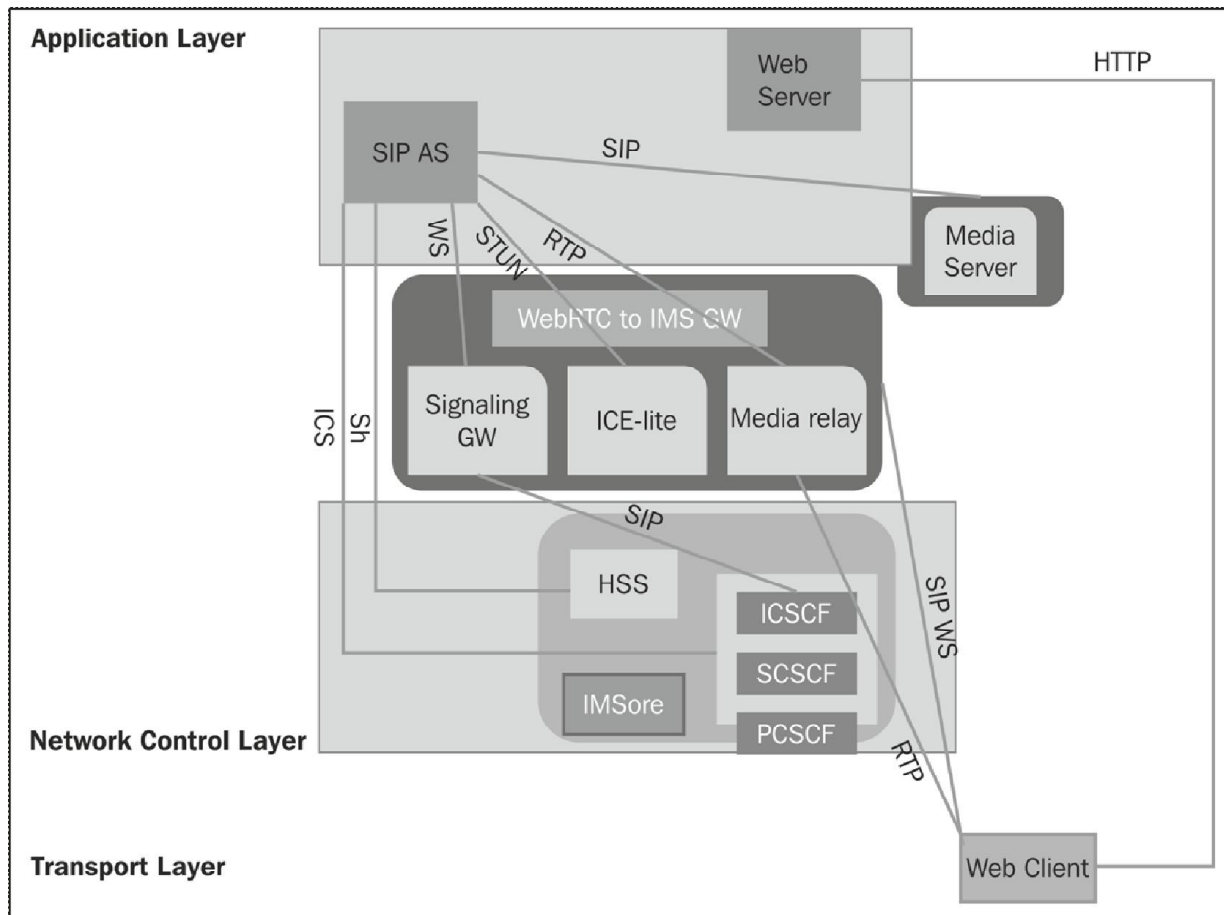 Application Layer
Web
Server
HTTP
SIP AS
SIP
WS
STUN
RTP
Media
Server
WebRTC to IMS GW
Signaling
GW
ICE-lite
Media relay
ICS
Sh
SIP
HSS
ICSCF
SIP WS
SCSCF
IMSore
PCSCF
Network Control Layer
RTP
Transport Layer
Web Client